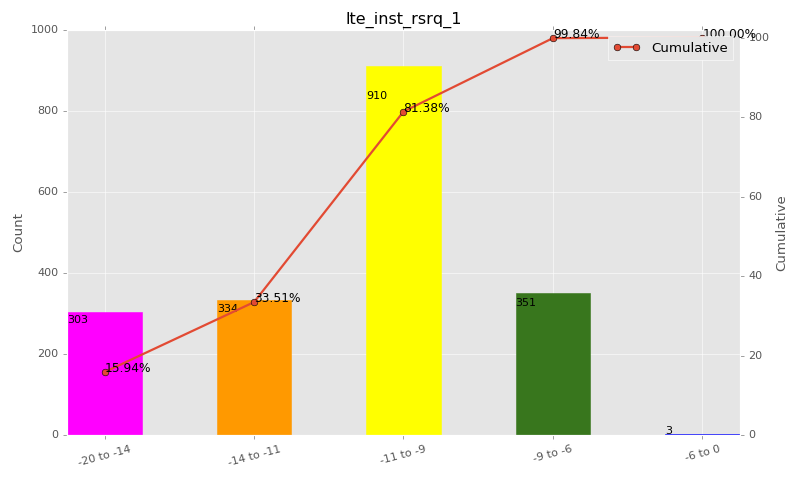 lte_inst_rsrq_1
1000
800
600
400
200
0
Count
100
80
60
40
20
0
Cumulative
Cumulative
303
334
910
351
3
15.94%
33.51%
81.38%
99.84%
100.00%
-20 to -14
-14 to -11
-11 to -9
-9 to -6
-6 to 0